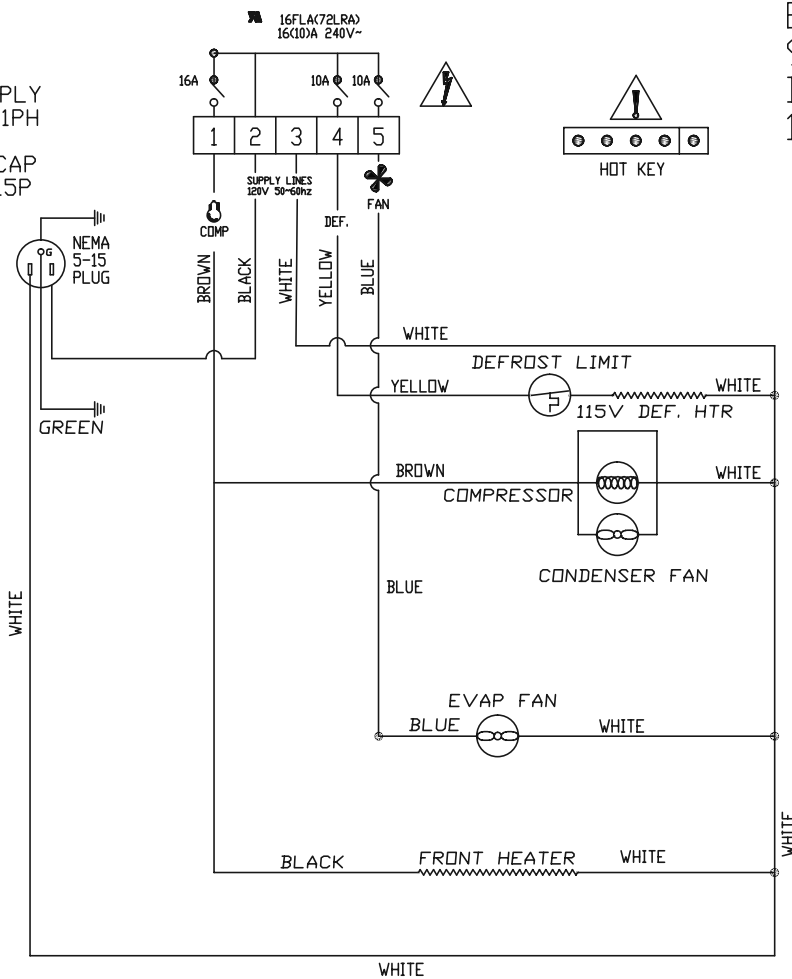 16FLA(72LRA)
16(10)A 240V~
16A
10A
10A
PLY
1PH
CAP
5P
1
2
3
4
5
SUPPLY LINES
120V 50~60hz
COMP
DEF.
FAN
HOT KEY
G
NEMA
5-15
PLUG
BROWN
BLACK
WHITE
YELLOW
BLUE
WHITE
DEFROST LIMIT
YELLOW
WHITE
115V DEF. HTR
GREEN
BROWN
WHITE
COMPRESSOR
CONDENSER FAN
BLUE
WHITE
EVAP FAN
BLUE
WHITE
WHITE
BLACK
FRONT HEATER
WHITE
WHITE